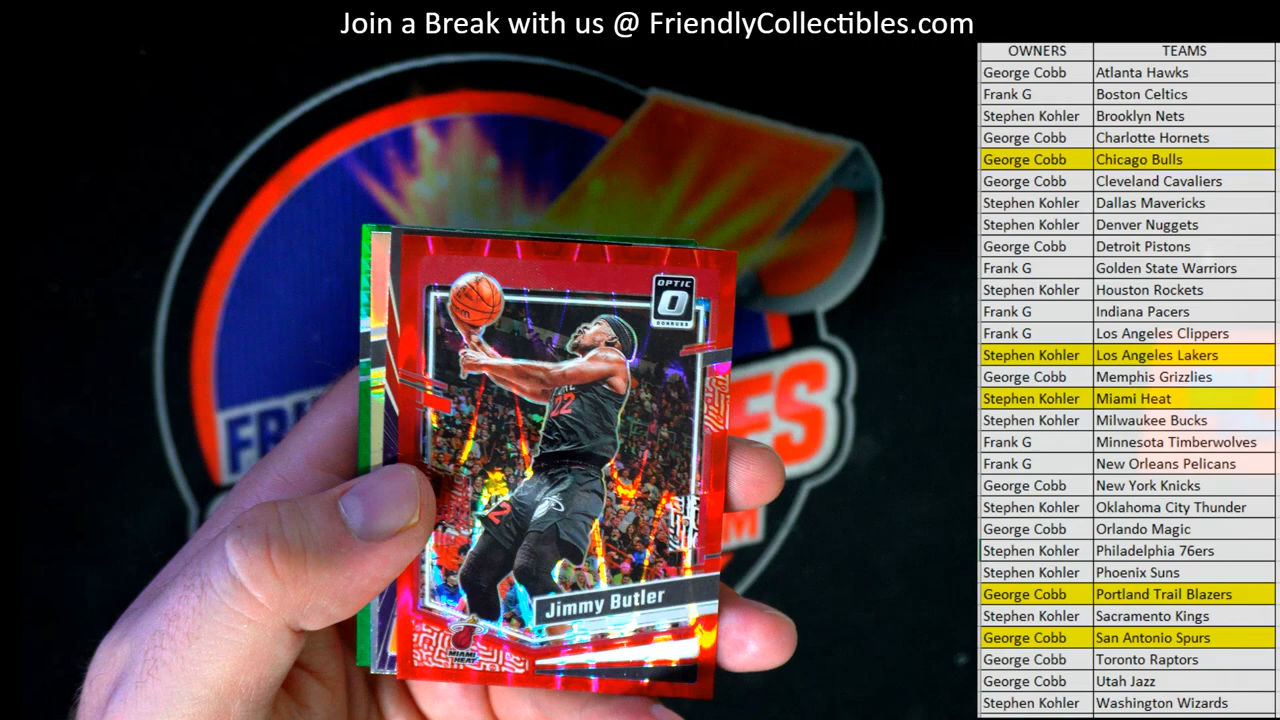 Join a Break with us @ FriendlyCollectibles.com
OWNERS TEAMS
George Cobb Atlanta Hawks
Frank G Boston Celtics
Stephen Kohler Brooklyn Nets
George Cobb Charlotte Hornets
George Cobb Chicago Bulls
George Cobb Cleveland Cavaliers
Stephen Kohler Dallas Mavericks
Stephen Kohler Denver Nuggets
George Cobb Detroit Pistons
Frank G Golden State Warriors
Stephen Kohler Houston Rockets
Frank G Indiana Pacers
Frank G Los Angeles Clippers
Stephen Kohler Los Angeles Lakers
George Cobb Memphis Grizzlies
Stephen Kohler Miami Heat
Stephen Kohler Milwaukee Bucks
Frank G Minnesota Timberwolves
Frank G New Orleans Pelicans
George Cobb New York Knicks
Stephen Kohler Oklahoma City Thunder
George Cobb Orlando Magic
Stephen Kohler Philadelphia 76ers
Stephen Kohler Phoenix Suns
George Cobb Portland Trail Blazers
Stephen Kohler Sacramento Kings
George Cobb San Antonio Spurs
George Cobb Toronto Raptors
George Cobb Utah Jazz
Stephen Kohler Washington Wizards
OPTIC
DONRUSS
22
Jimmy Butler
MIAMI
HEAT